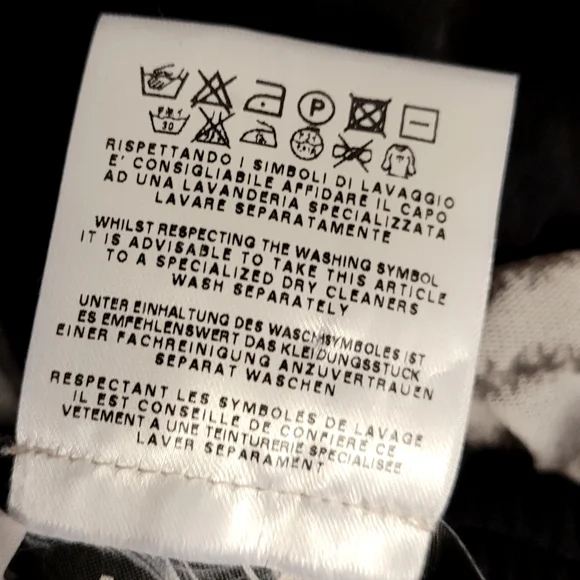 P
30
RISPETTANDO I SIMBOLI DI LAVAGGIO
E' CONSIGLIABILE AFFIDARE IL CAPO
AD UNA LAVANDERIA SPECIALIZZATA
LAVARE SEPARATAMENTE
WHILST RESPECTING THE WASHING SYMBOL
IT IS ADVISABLE TO TAKE THIS ARTICLE
TO A SPECIALIZED DRY CLEANERS
WASH SEPARATELY
UNTER EINHALTUNG DES WASCHSYMBOLES IST
ES EMFEHLENSWERT DAS KLEIDUNGSSTUCK
EINER FACHREINIGUNG ANZUVERTRAUEN
SEPARAT WASCHEN
RESPECTANT LES SYMBOLES DE LAVAGE
IL EST CONSEILLE DE CONFIERE CE
VETEMENT A UNE TEINTURERIE SPECIALISEE
LAVER SEPARAMENT